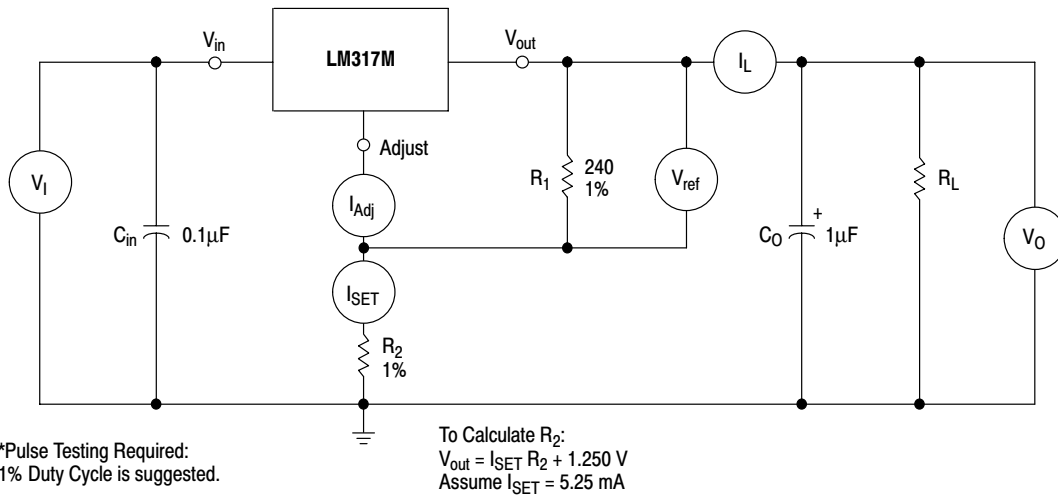 LM317M
V_in
V_out
I_L
Adjust
V_I
I_Adj
R_1
240
1%
V_ref
R_L
C_in
0.1µF
C_O
+
1µF
V_O
I_SET
R_2
1%
*Pulse Testing Required:
1% Duty Cycle is suggested.
To Calculate R_2:
V_out = I_SET R_2 + 1.250 V
Assume I_SET = 5.25 mA